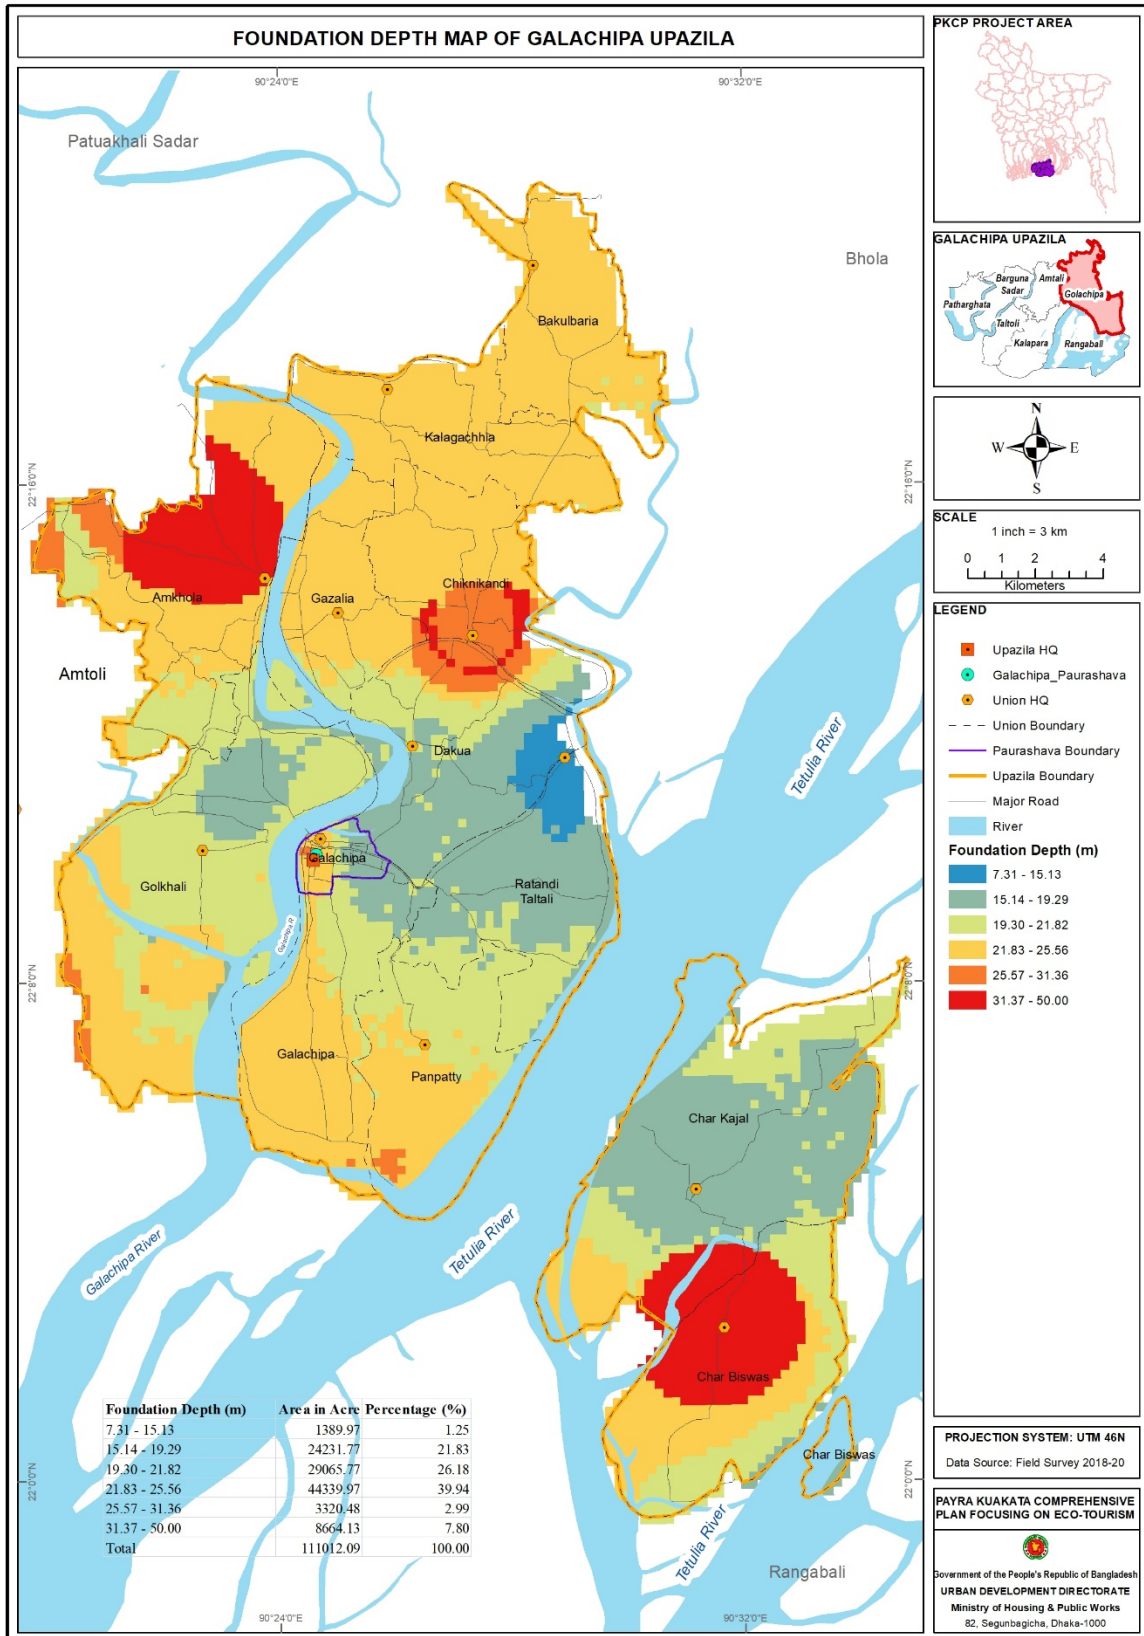 FOUNDATION DEPTH MAP OF GALACHIPA UPAZILA
90°24'0"E
90°32'0"E
Patuakhali Sadar
Bhola
Bakulbaria
Kalagachhia
22°16'0"N
22°16'0"N
Chiknikandi
Amkhola
Gazalia
Amtoli
Dakua
Tetulia River
Galachipa
Golkhali
Ratandi
Taltali
Galachipa R
22°8'0"N
22°8'0"N
Galachipa
Panpatty
Char Kajal
Galachipa River
Tetulia River
Char Biswas
Char Biswas
22°0'0"N
22°0'0"N
Tetulia River
Rangabali
90°24'0"E
90°32'0"E
Foundation Depth (m) Area in Acre Percentage (%)
7.31 - 15.13 1389.97 1.25
15.14 - 19.29 24231.77 21.83
19.30 - 21.82 29065.77 26.18
21.83 - 25.56 44339.97 39.94
25.57 - 31.36 3320.48 2.99
31.37 - 50.00 8664.13 7.80
Total 111012.09 100.00
PKCP PROJECT AREA
GALACHIPA UPAZILA
Barguna
Sadar
Amtali
Golachipa
Patharghata
Taltoli
Kalapara
Rangabali
N
W E
S
SCALE
1 inch = 3 km
0 1 2 4
Kilometers
LEGEND
Upazila HQ
Galachipa_Paurashava
Union HQ
Union Boundary
Paurashava Boundary
Upazila Boundary
Major Road
River
Foundation Depth (m)
7.31 - 15.13
15.14 - 19.29
19.30 - 21.82
21.83 - 25.56
25.57 - 31.36
31.37 - 50.00
PROJECTION SYSTEM: UTM 46N
Data Source: Field Survey 2018-20
PAYRA KUAKATA COMPREHENSIVE
PLAN FOCUSING ON ECO-TOURISM
Government of the People's Republic of Bangladesh
URBAN DEVELOPMENT DIRECTORATE
Ministry of Housing & Public Works
82, Segunbagicha, Dhaka-1000